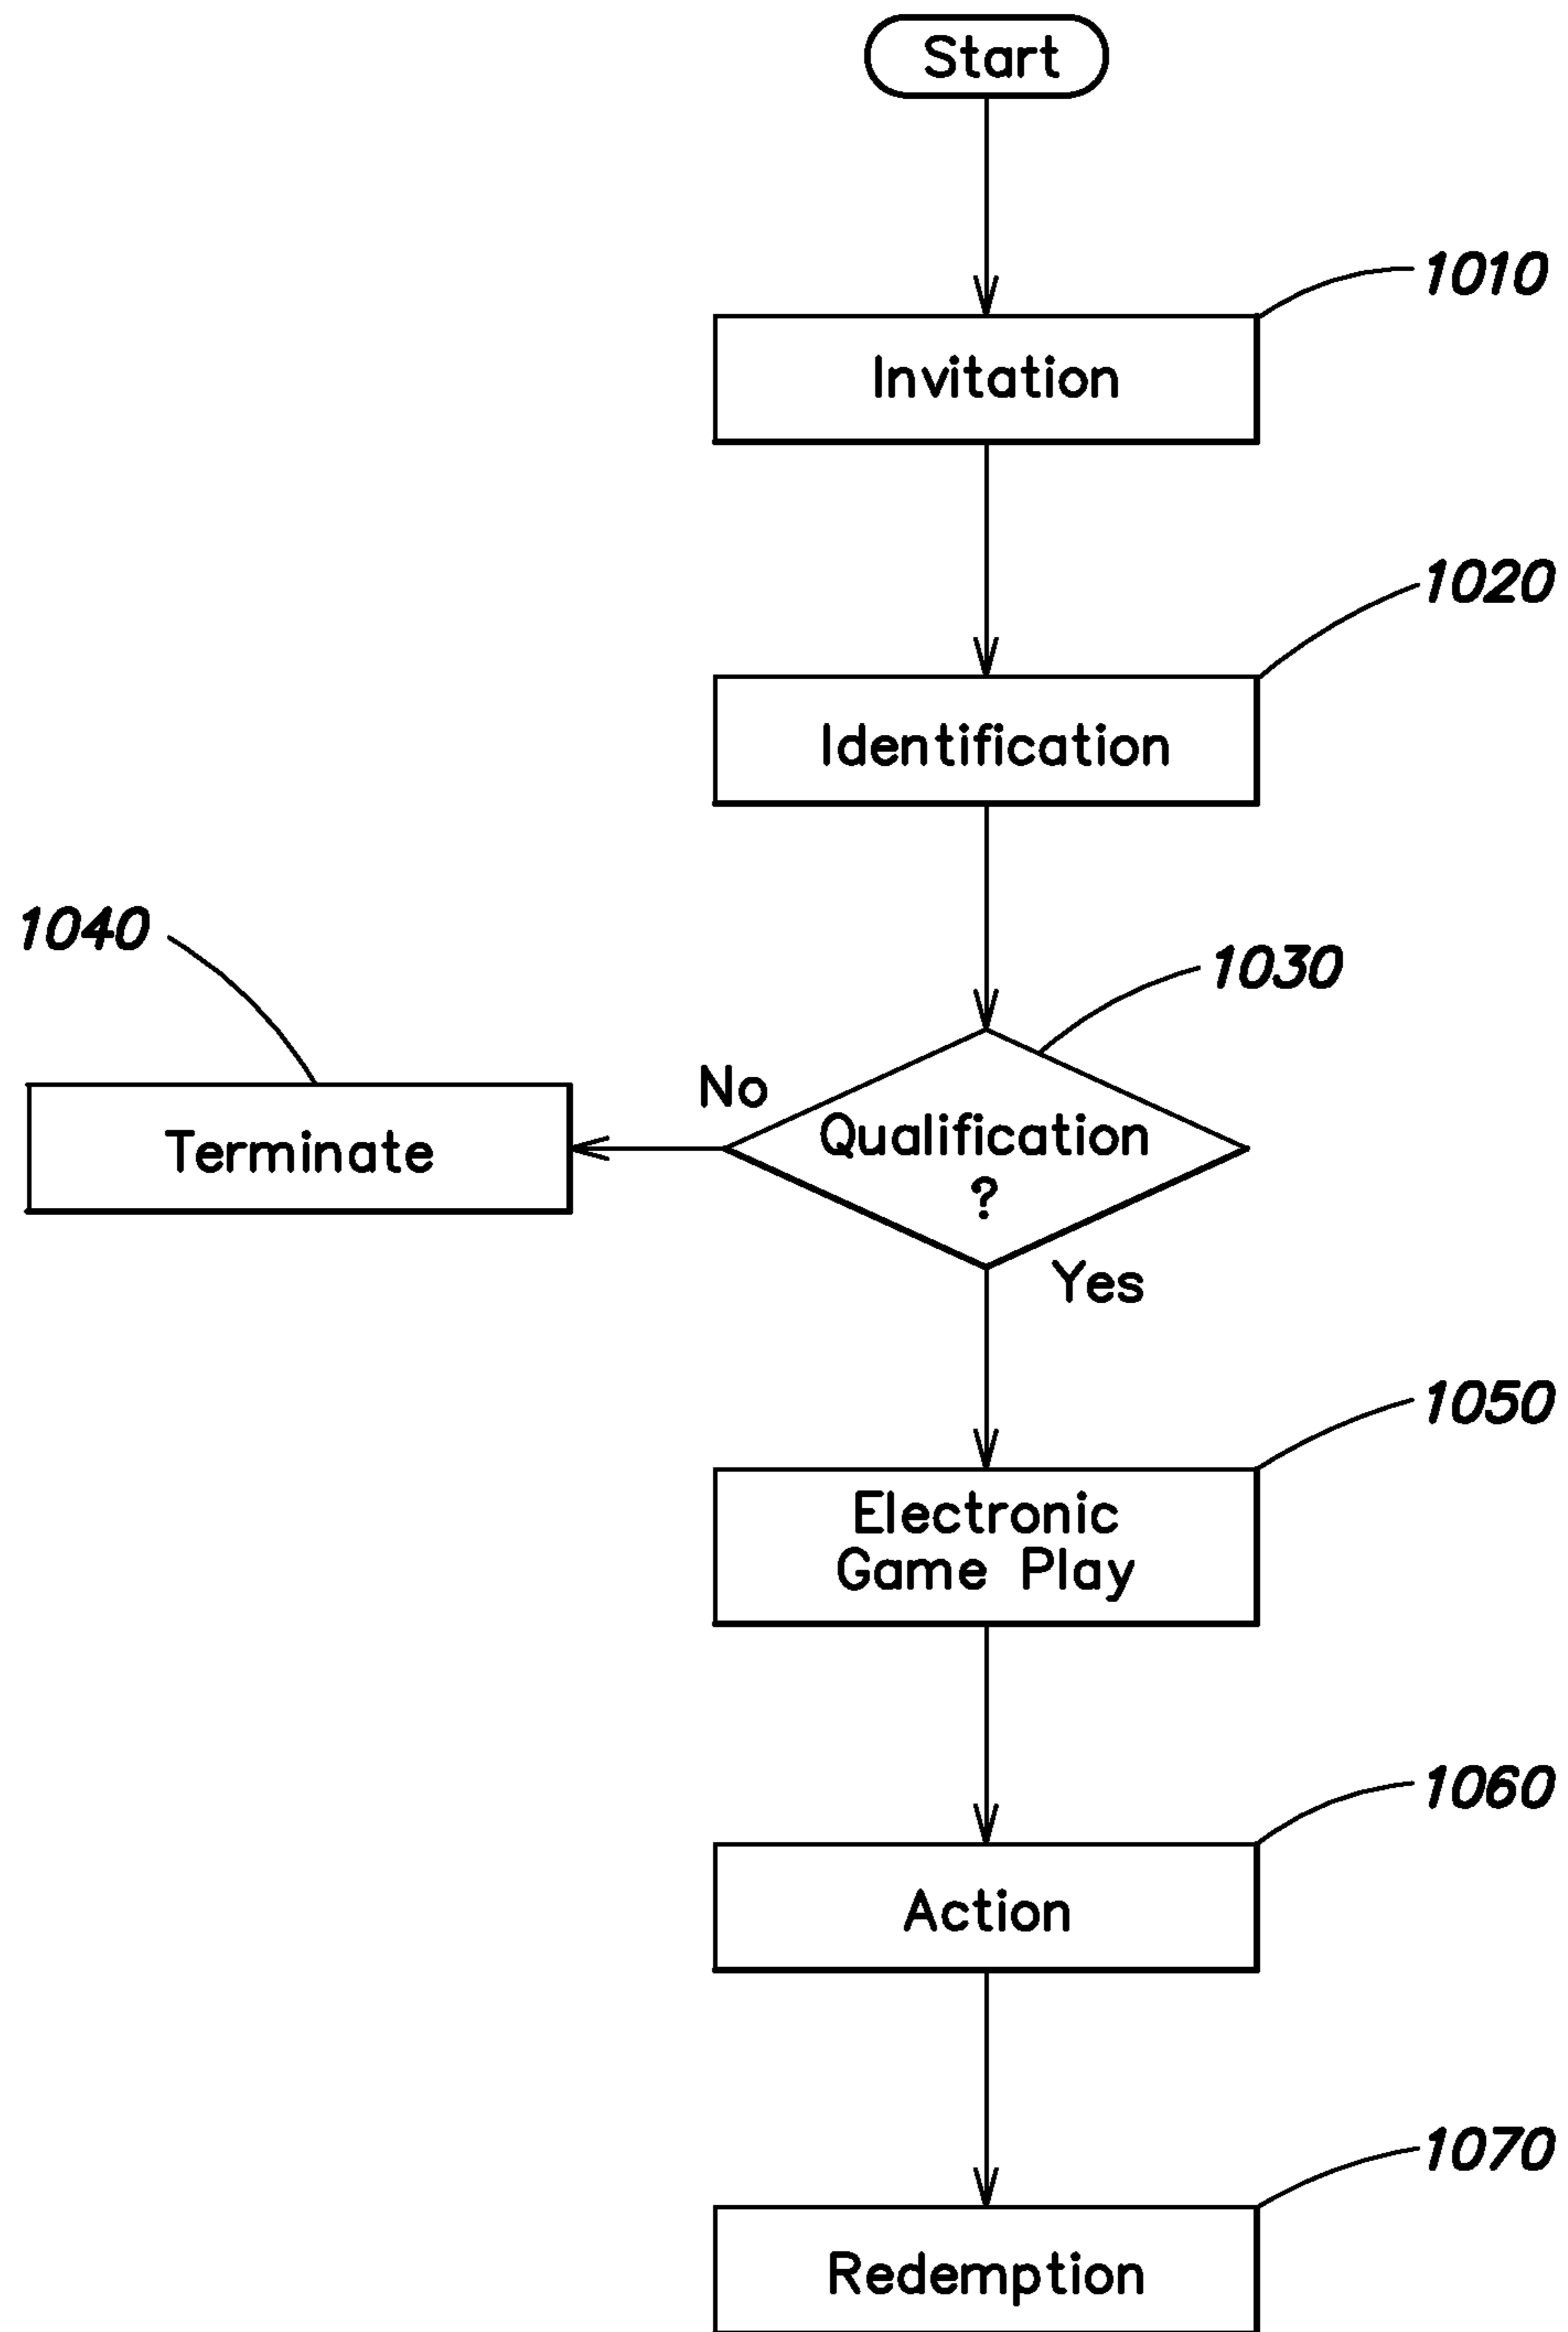 Start
1010
Invitation
1020
Identification
1040
1030
No
Qualification
?
Terminate
Yes
1050
Electronic
Game Play
1060
Action
1070
Redemption